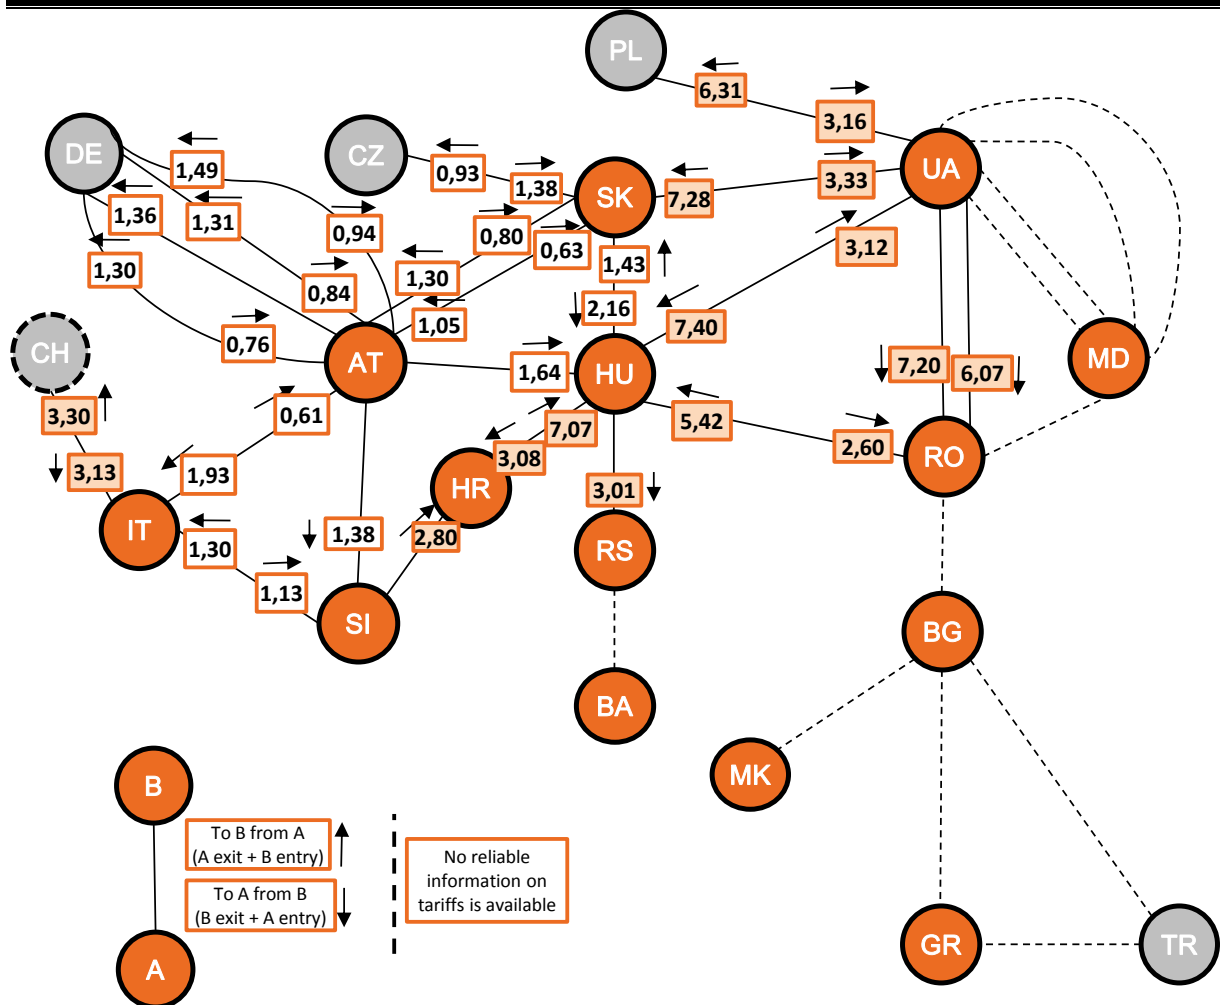 PL
6,31
3,16
DE
1,49
CZ
0,93
1,38
SK
7,28
3,33
UA
1,36
1,31
0,94
0,80
0,63
3,12
1,30
0,84
1,30
1,43
1,05
2,16
7,40
0,76
CH
AT
1,64
HU
7,20
6,07
MD
3,30
0,61
5,42
7,07
2,60
3,13
1,93
3,08
RO
HR
3,01
IT
1,30
1,38
2,80
RS
1,13
SI
BG
BA
MK
B
To B from A
(A exit + B entry)
To A from B
(B exit + A entry)
No reliable
information on
tariffs is available
A
GR
TR